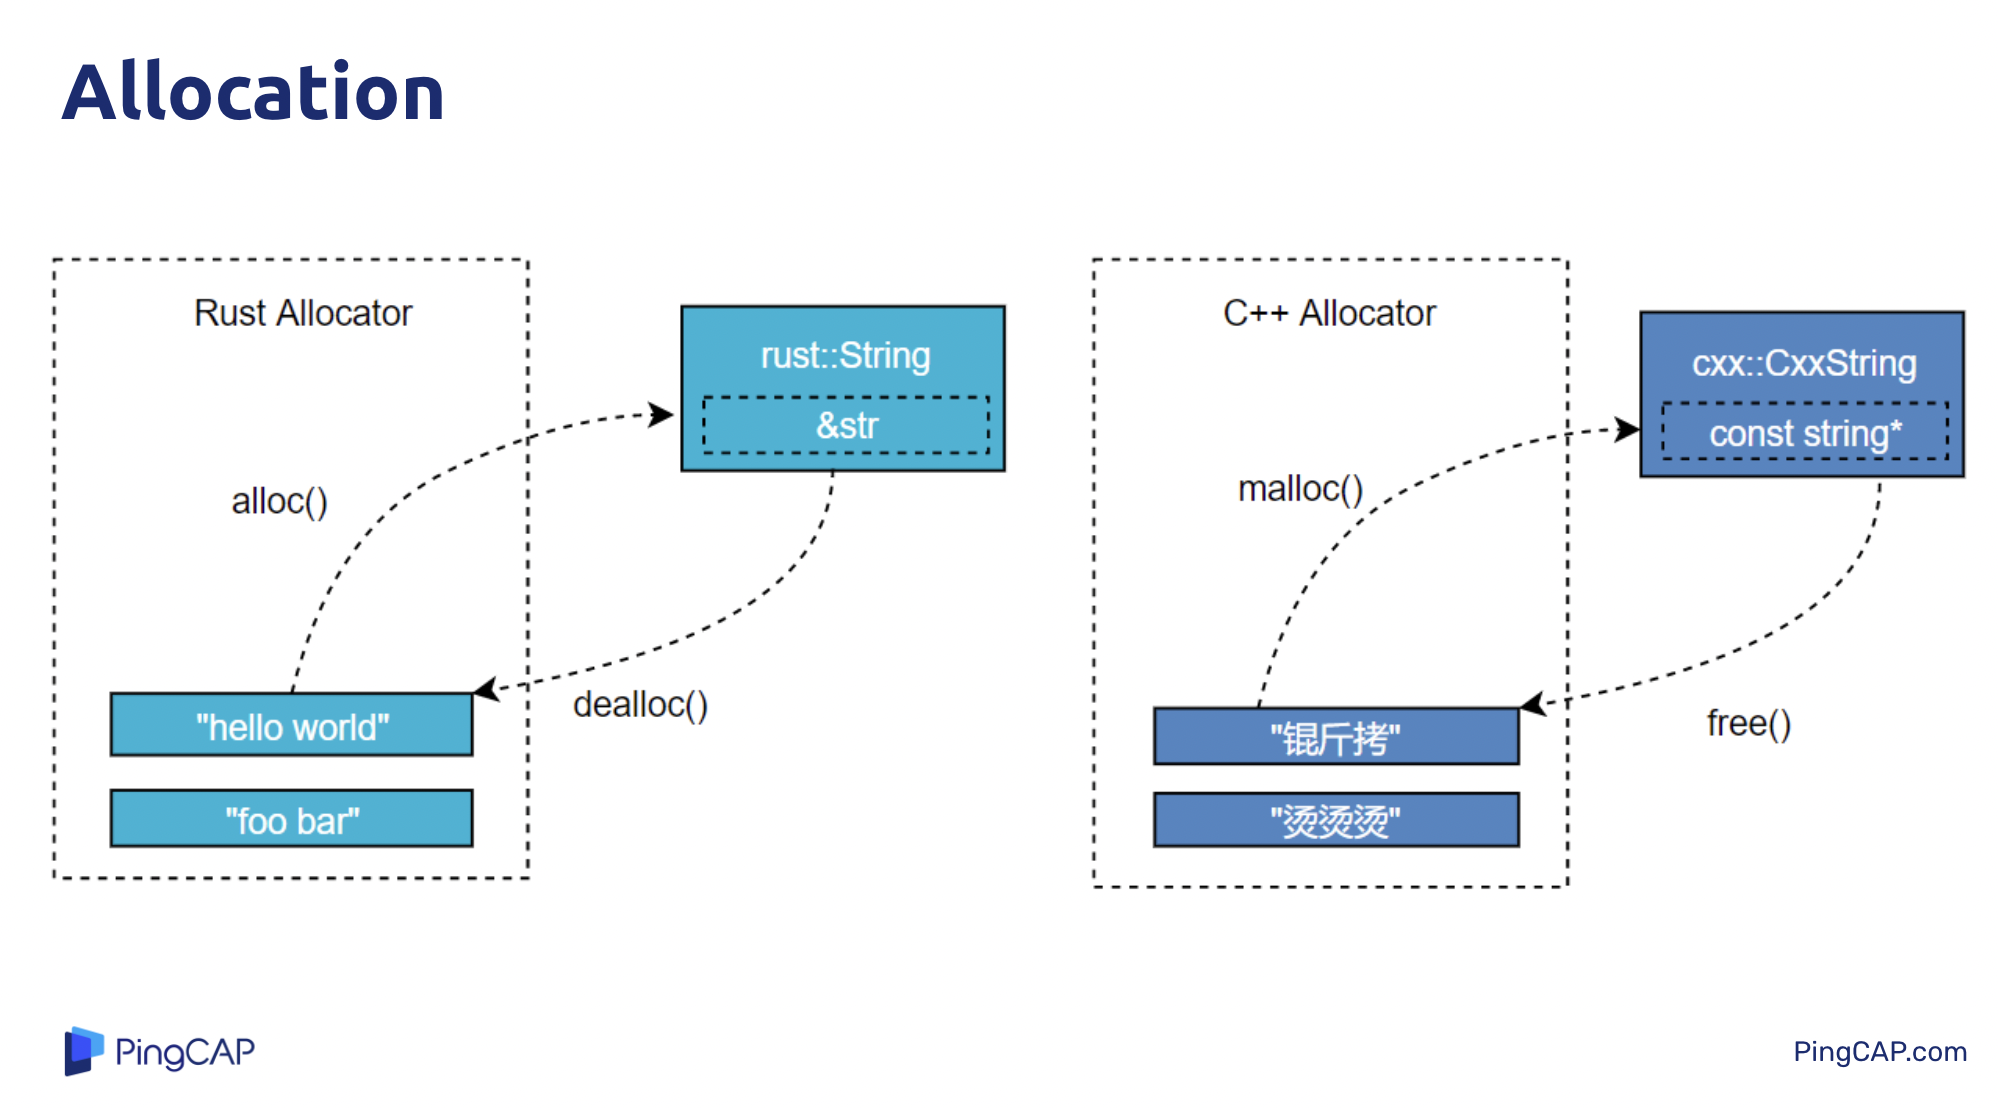 Allocation
Rust Allocator
rust::String
&str
alloc()
dealloc()
"hello world"
"foo bar"
C++ Allocator
cxx::CxxString
const string*
malloc()
free()
"锟斤拷"
"烫烫烫"
PingCAP
PingCAP.com